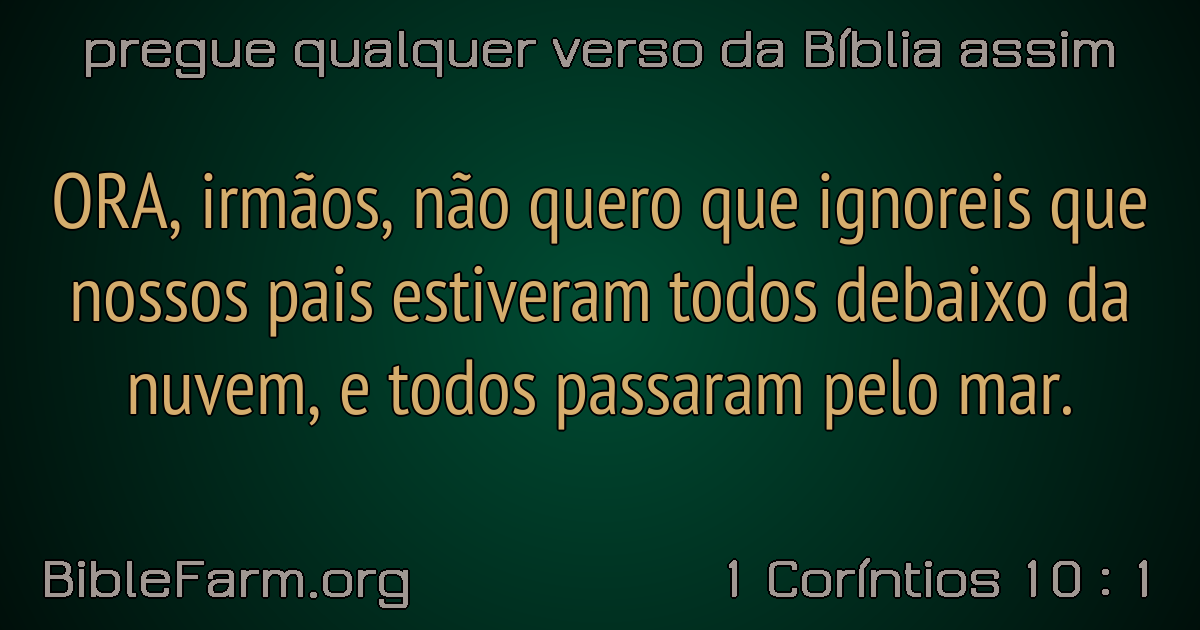 pregue qualquer verso da Bíblia assim
ORA, irmãos, não quero que ignoreis que
nossos pais estiveram todos debaixo da
nuvem, e todos passaram pelo mar.
BibleFarm.org
1 Coríntios 10 : 1